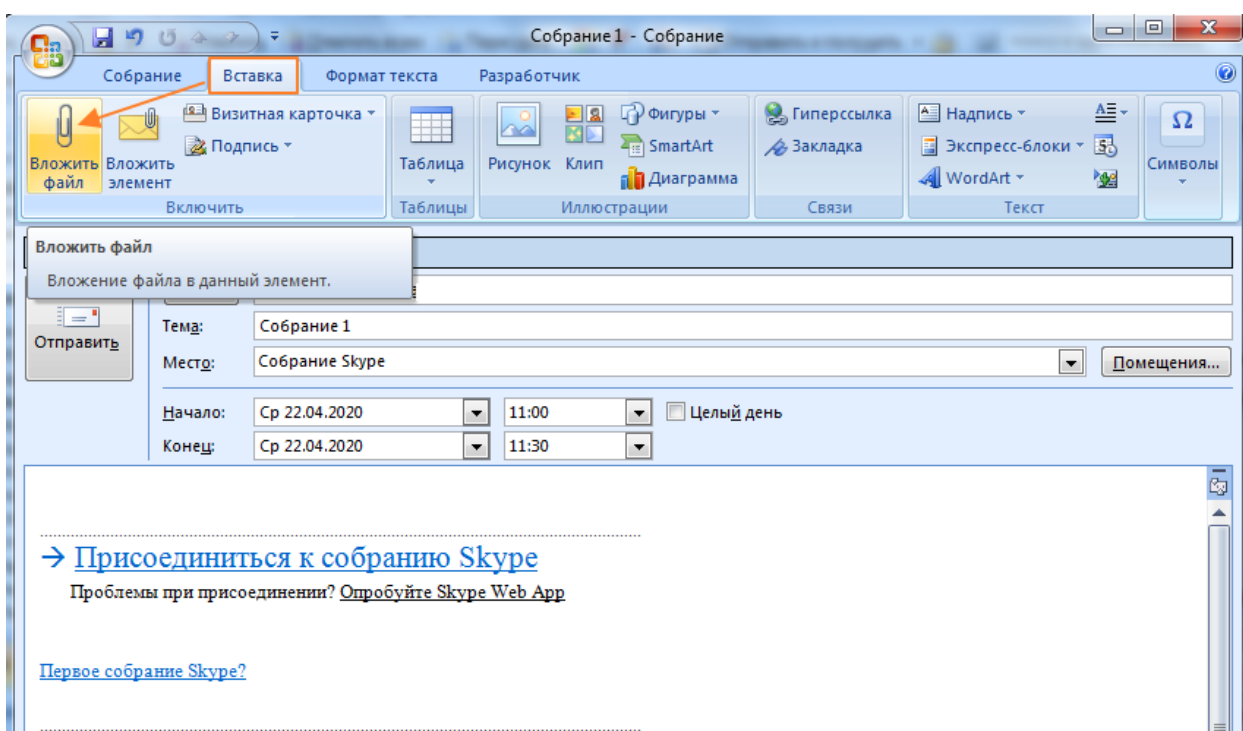 Собрание 1 - Собрание
Собрание Вставка Формат текста Разработчик
Вложить файл
Вложить элемент
Визитная карточка
Подпись
Включить
Таблица
Таблицы
Рисунок
Клип
Фигуры
SmartArt
Диаграмма
Иллюстрации
Гиперссылка
Закладка
Связи
Надпись
Экспресс-блоки
WordArt
Текст
Ω
Символы
Вложить файл
Вложение файла в данный элемент.
Отправить
Тема: Собрание 1
Место: Собрание Skype Помещения...
Начало: Ср 22.04.2020 11:00 Целый день
Конец: Ср 22.04.2020 11:30
→ Присоединиться к собранию Skype
Проблемы при присоединении? Опробуйте Skype Web App
Первое собрание Skype?